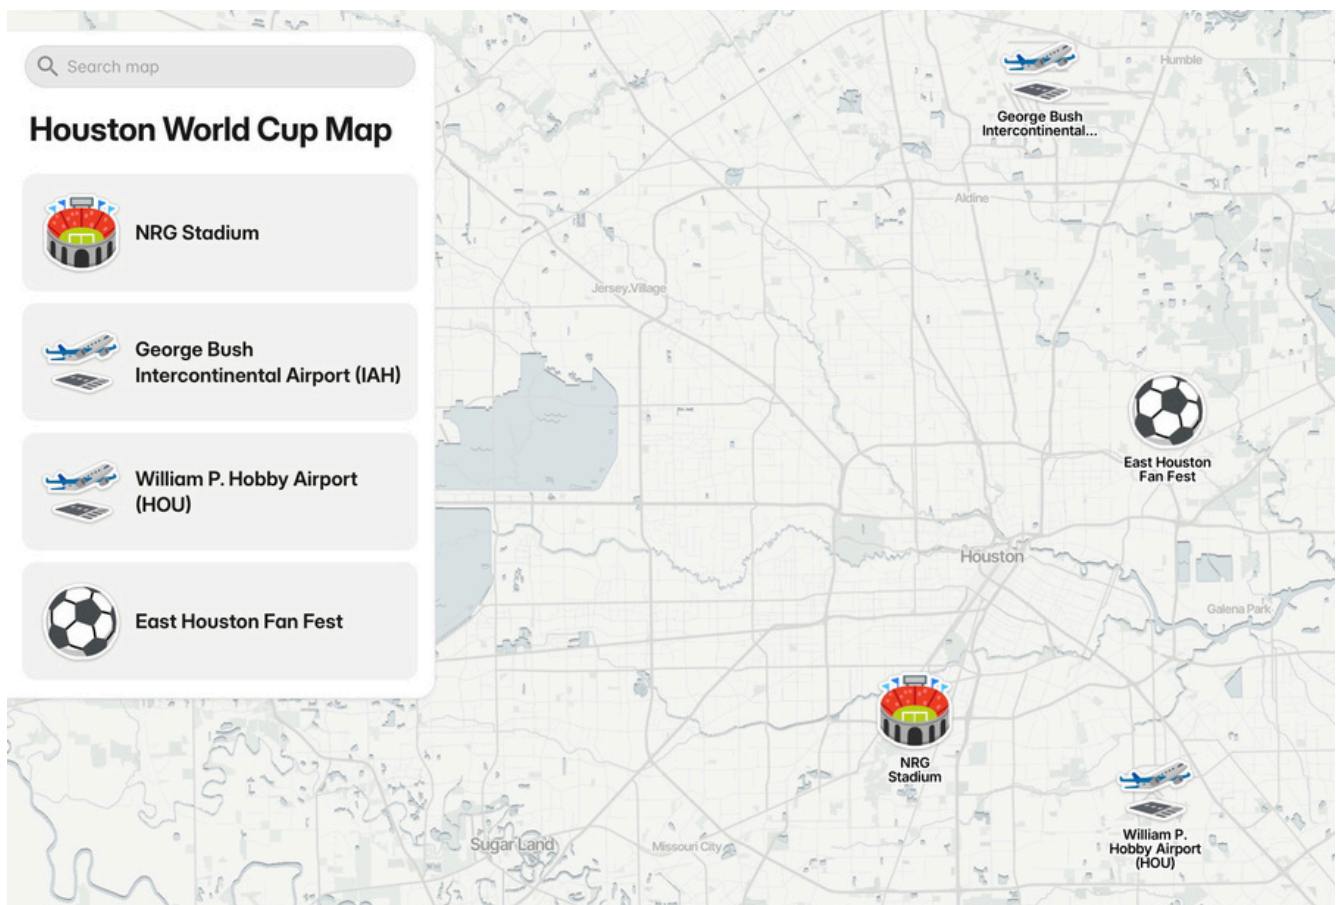 Search map
Houston World Cup Map
NRG Stadium
George Bush
Intercontinental Airport (IAH)
William P. Hobby Airport
(HOU)
East Houston Fan Fest
George Bush
Intercontinental...
Humble
Aldine
Jersey Village
East Houston
Fan Fest
Houston
Galena Park
NRG
Stadium
William P.
Hobby Airport
(HOU)
Sugar Land
Missouri City